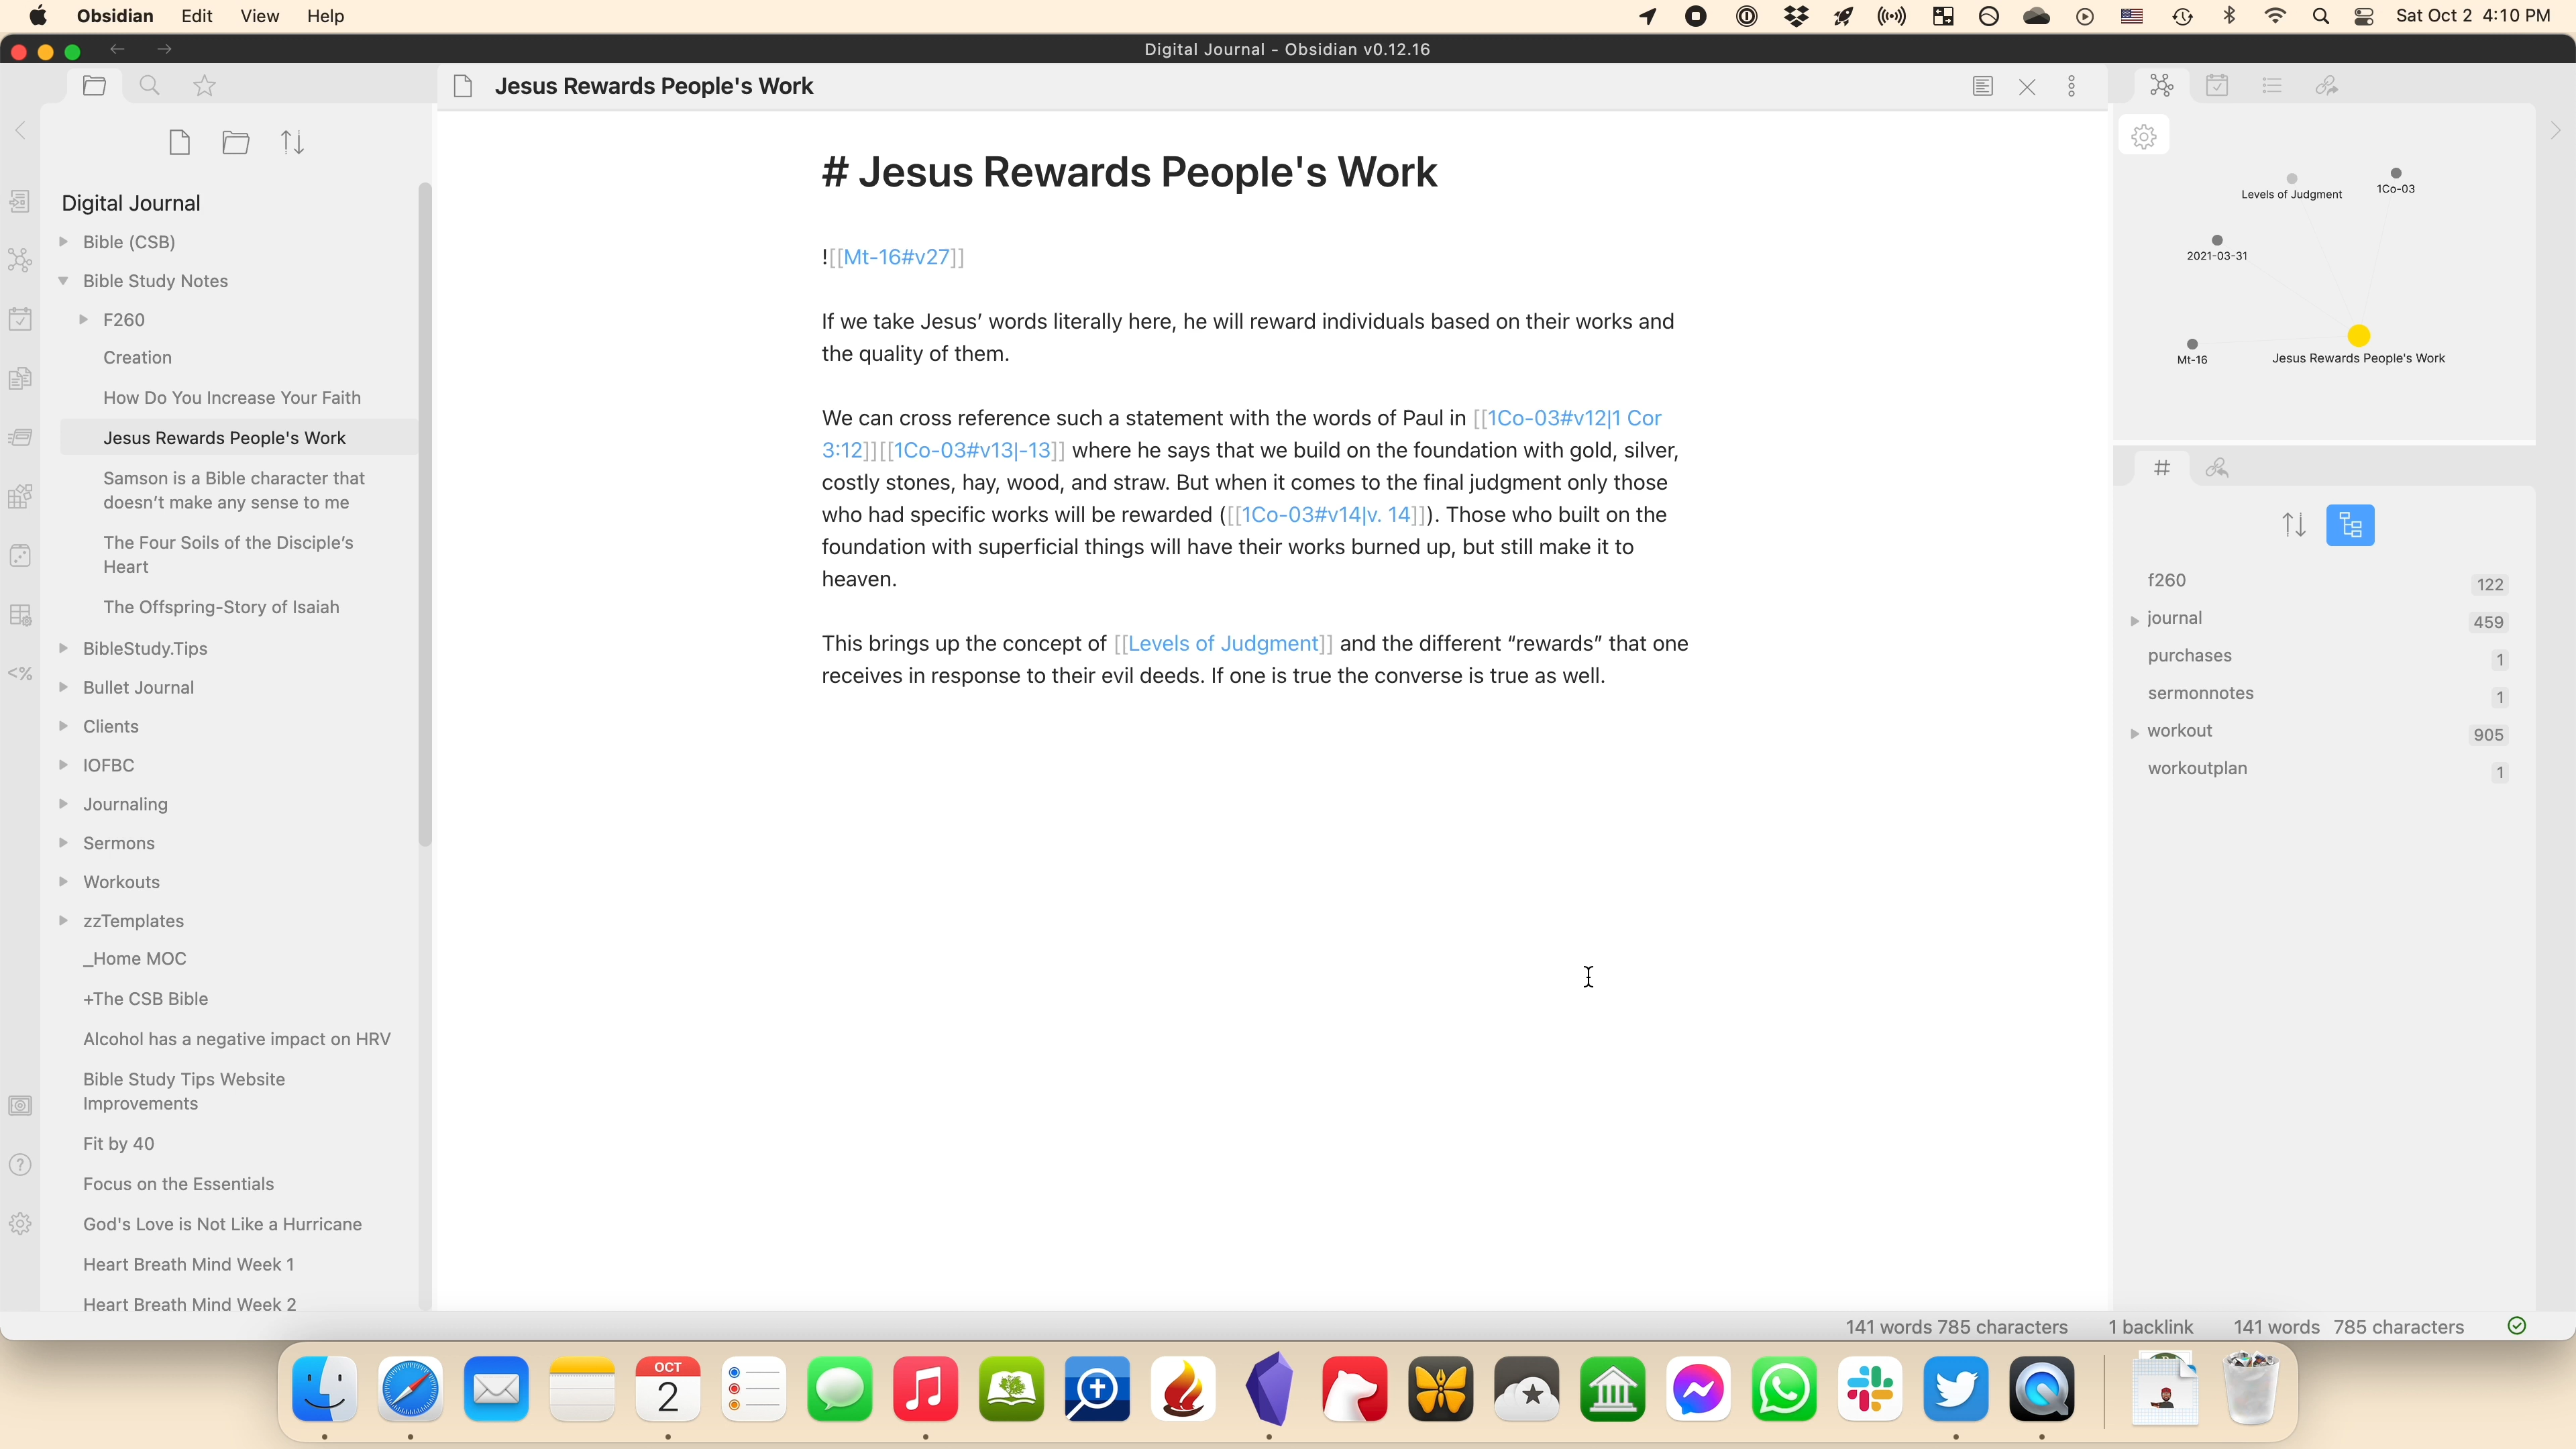 Obsidian Edit View Help
Sat Oct 2 4:10 PM
Digital Journal - Obsidian v0.12.16
Jesus Rewards People's Work
Digital Journal
Bible (CSB)
Bible Study Notes
F260
Creation
How Do You Increase Your Faith
Jesus Rewards People's Work
Samson is a Bible character that
doesn't make any sense to me
The Four Soils of the Disciple's
Heart
The Offspring-Story of Isaiah
BibleStudy.Tips
Bullet Journal
Clients
IOFBC
Journaling
Sermons
Workouts
zzTemplates
_Home MOC
+The CSB Bible
Alcohol has a negative impact on HRV
Bible Study Tips Website
Improvements
Fit by 40
Focus on the Essentials
God's Love is Not Like a Hurricane
Heart Breath Mind Week 1
Heart Breath Mind Week 2
<%
# Jesus Rewards People's Work
![[Mt-16#v27]]
If we take Jesus’ words literally here, he will reward individuals based on their works and
the quality of them.
We can cross reference such a statement with the words of Paul in [[1Co-03#v12|1 Cor
3:12]][[1Co-03#v13|-13]] where he says that we build on the foundation with gold, silver,
costly stones, hay, wood, and straw. But when it comes to the final judgment only those
who had specific works will be rewarded ([[1Co-03#v14|v. 14]]). Those who built on the
foundation with superficial things will have their works burned up, but still make it to
heaven.
This brings up the concept of [[Levels of Judgment]] and the different “rewards” that one
receives in response to their evil deeds. If one is true the converse is true as well.
Levels of Judgment
1Co-03
2021-03-31
Mt-16
Jesus Rewards People's Work
#
f260 122
journal 459
purchases 1
sermonnotes 1
workout 905
workoutplan 1
141 words 785 characters 1 backlink 141 words 785 characters
OCT
2